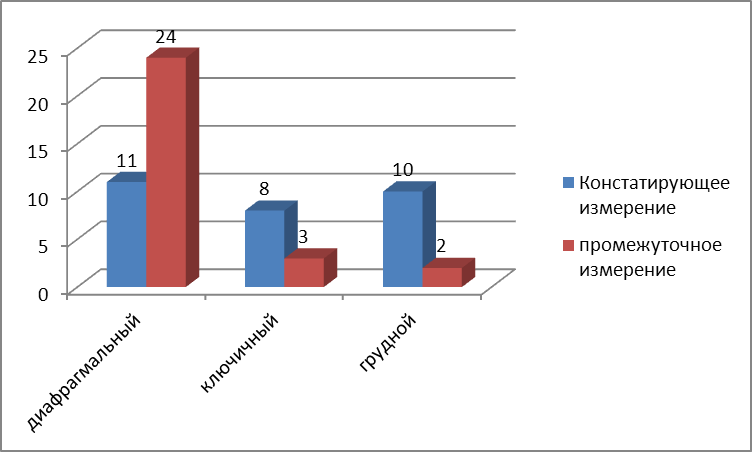 25
20
15
10
5
0
11
24
8
3
10
2
диафрагмальный
ключичный
грудной
Констатирующее
измерение
промежуточное
измерение